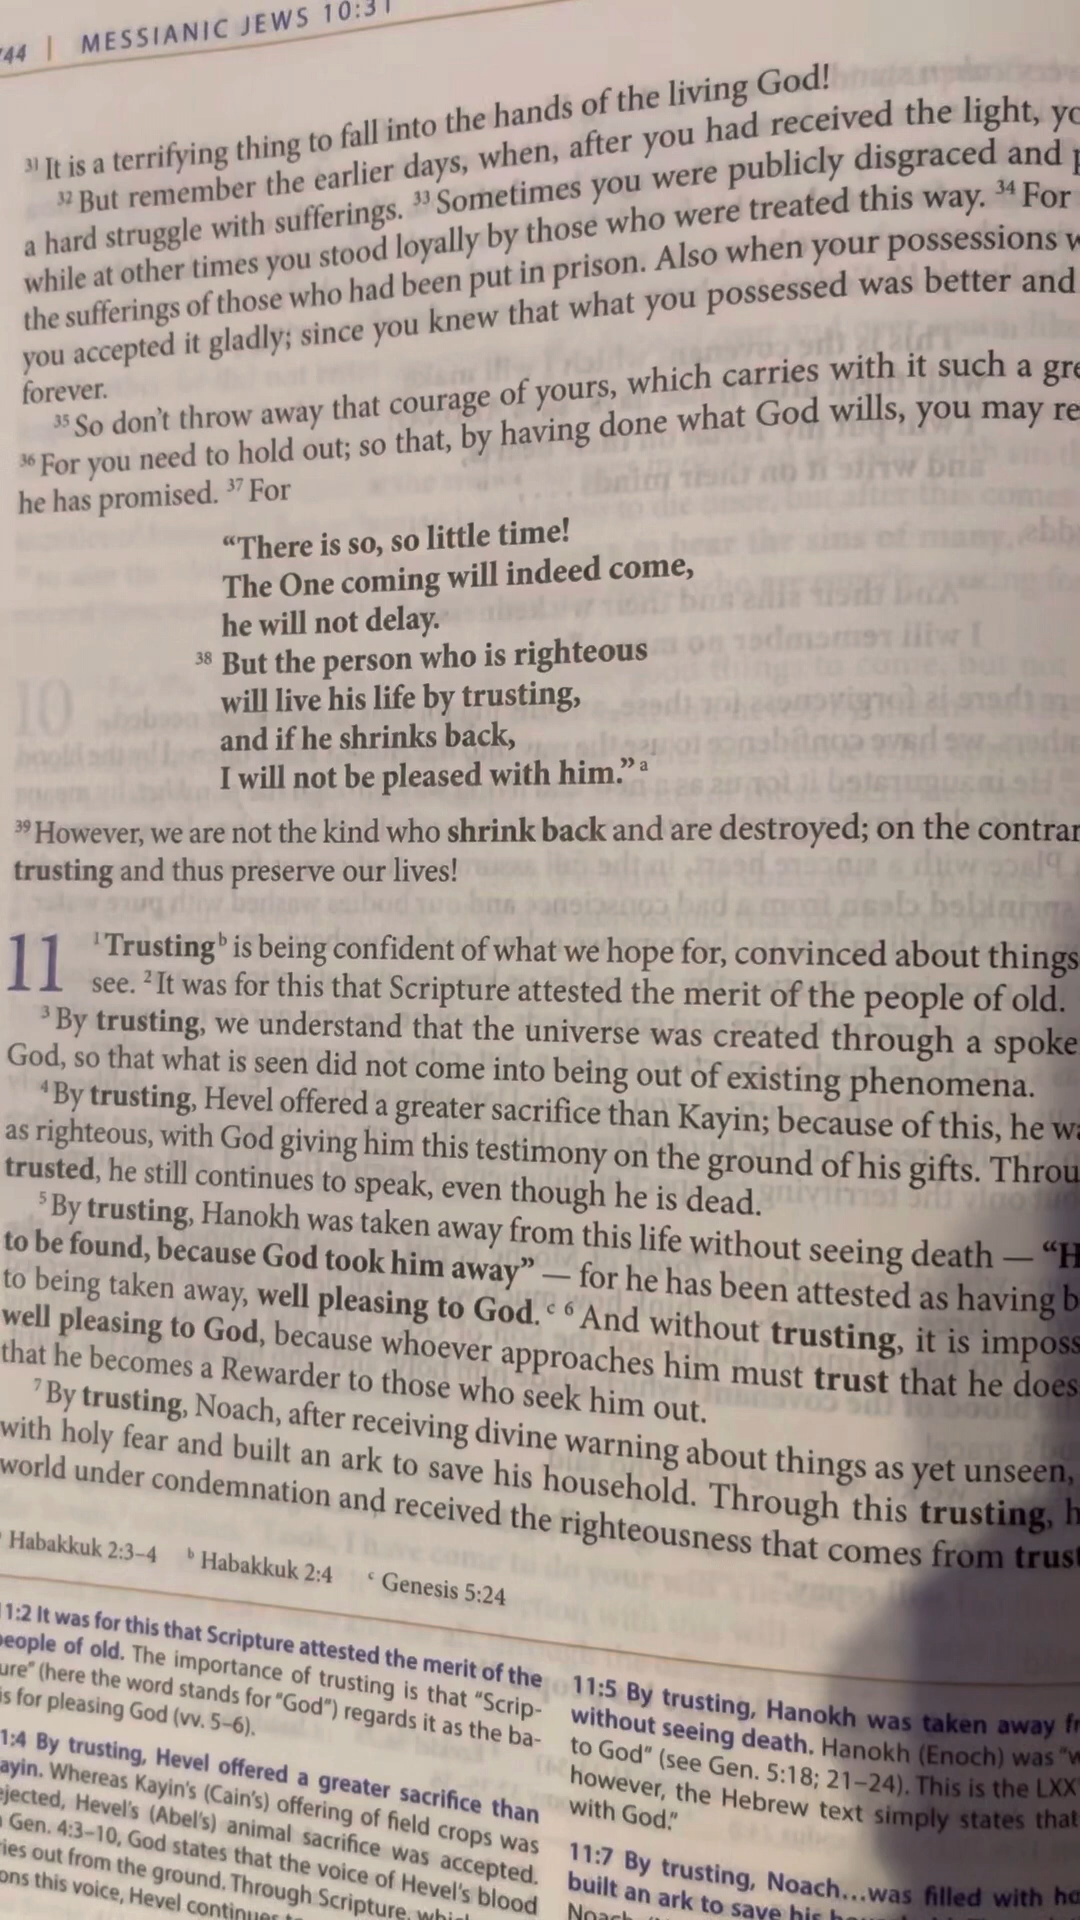 744 | MESSIANIC JEWS 10:31
31 It is a terrifying thing to fall into the hands of the living God!
32 But remember the earlier days, when, after you had received the light,
a hard struggle with sufferings. 33 Sometimes you were publicly disgraced and
while at other times you stood loyally by those who were treated this way. 34 For
the sufferings of those who had been put in prison. Also when your possessions
you accepted it gladly; since you knew that what you possessed was better and
forever.
35 So don't throw away that courage of yours, which carries with it such a
36 For you need to hold out; so that, by having done what God wills, you may
he has promised. 37 For
"There is so, so little time!
The One coming will indeed come,
he will not delay.
38 But the person who is righteous
will live his life by trusting,
and if he shrinks back,
I will not be pleased with him." a
39 However, we are not the kind who shrink back and are destroyed; on the
trusting and thus preserve our lives!
11 1 Trusting b is being confident of what we hope for, convinced about things
see. 2 It was for this that Scripture attested the merit of the people of old.
3 By trusting, we understand that the universe was created through a
God, so that what is seen did not come into being out of existing phenomena.
4 By trusting, Hevel offered a greater sacrifice than Kayin; because of this, he
as righteous, with God giving him this testimony on the ground of his gifts.
trusted, he still continues to speak, even though he is dead.
5 By trusting, Hanokh was taken away from this life without seeing death —
to be found, because God took him away" — for he has been attested as having
to being taken away, well pleasing to God. c 6 And without trusting, it is
well pleasing to God, because whoever approaches him must trust that he does
that he becomes a Rewarder to those who seek him out.
7 By trusting, Noach, after receiving divine warning about things as yet unseen,
with holy fear and built an ark to save his household. Through this trusting,
world under condemnation and received the righteousness that comes from
Habakkuk 2:3–4 b Habakkuk 2:4 c Genesis 5:24
11:2 It was for this that Scripture attested the merit of the
people of old. The importance of trusting is that "Scrip-
ure" (here the word stands for "God") regards it as the ba-
is for pleasing God (vv. 5–6).
1:4 By trusting, Hevel offered a greater sacrifice than
ayin. Whereas Kayin's (Cain's) offering of field crops was
ejected, Hevel's (Abel's) animal sacrifice was accepted.
Gen. 4:3–10, God states that the voice of Hevel's blood
ries out from the ground. Through Scripture,
ons this voice, Hevel
11:5 By trusting, Hanokh was taken away
without seeing death. Hanokh (Enoch) was
to God" (see Gen. 5:18; 21–24). This is the LXX
however, the Hebrew text simply states that
with God."
11:7 By trusting, Noach...was filled with
built an ark to save his